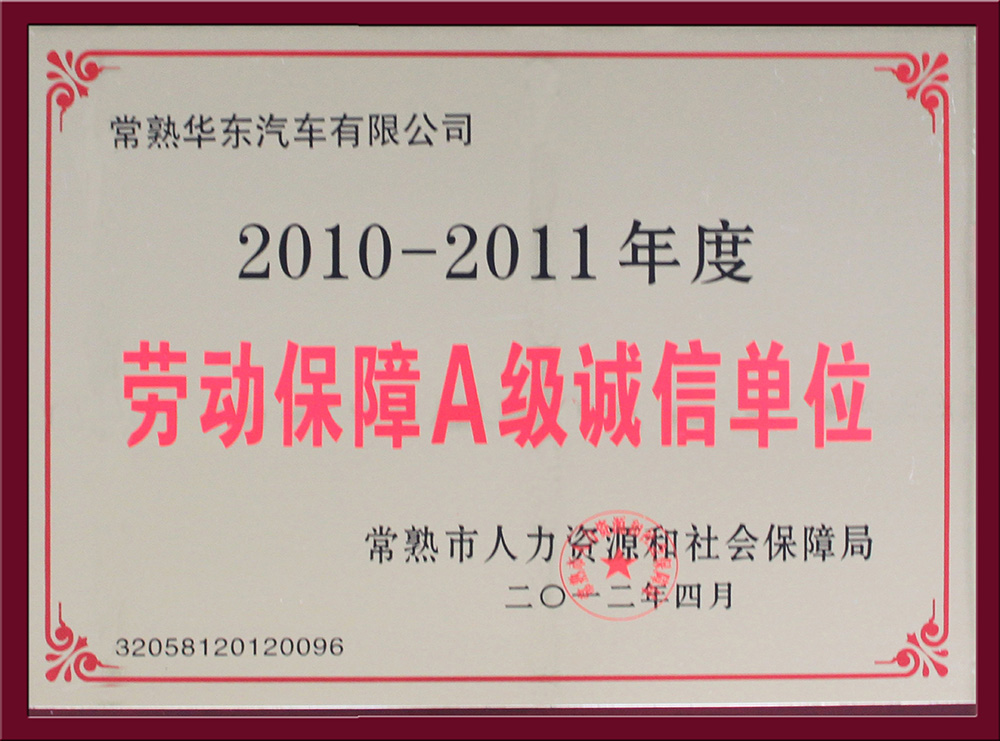 常熟华东汽车有限公司
2010-2011年度
劳动保障A级诚信单位
常熟市人力资源和社会保障局
二〇一二年四月
32058120120096